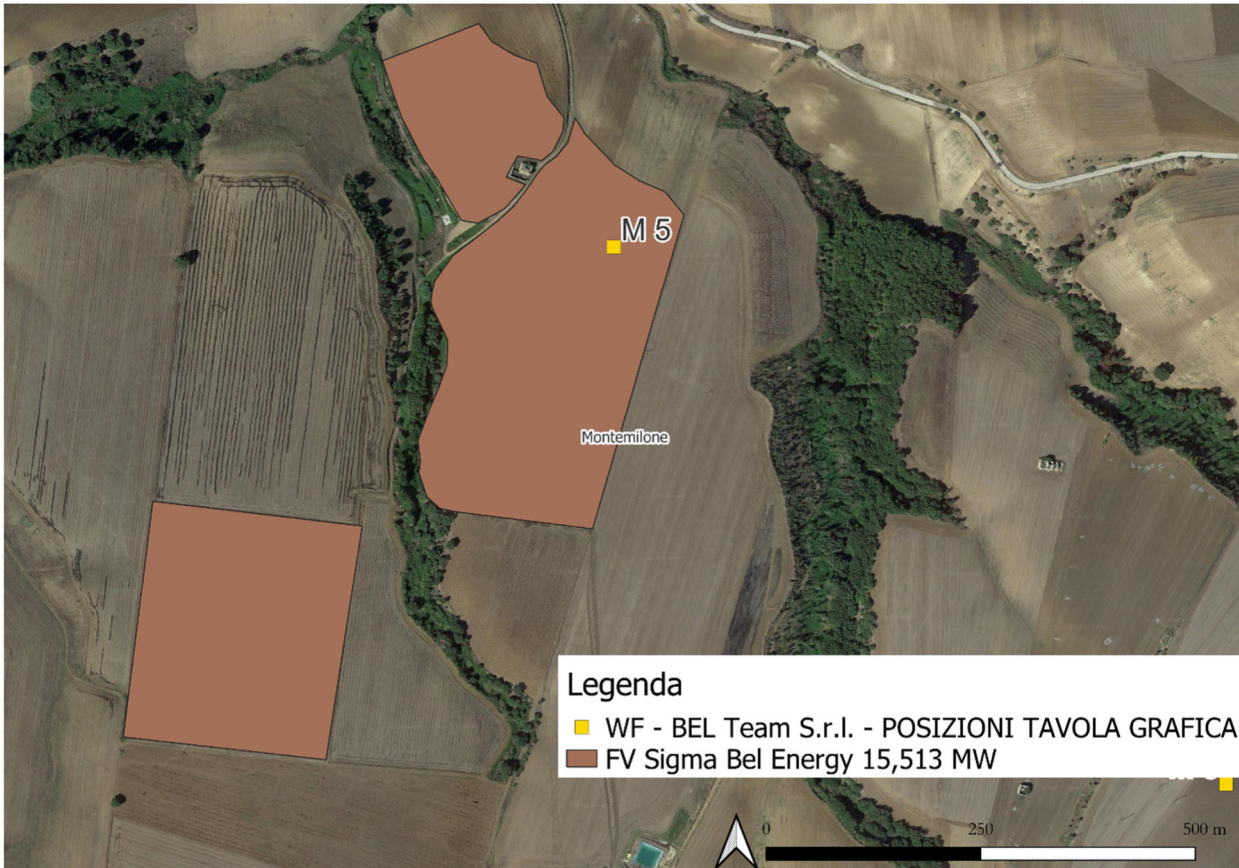 M 5
Montemilone
Legenda
WF - BEL Team S.r.l. - POSIZIONI TAVOLA GRAFICA
FV Sigma Bel Energy 15,513 MW
0 250 500 m